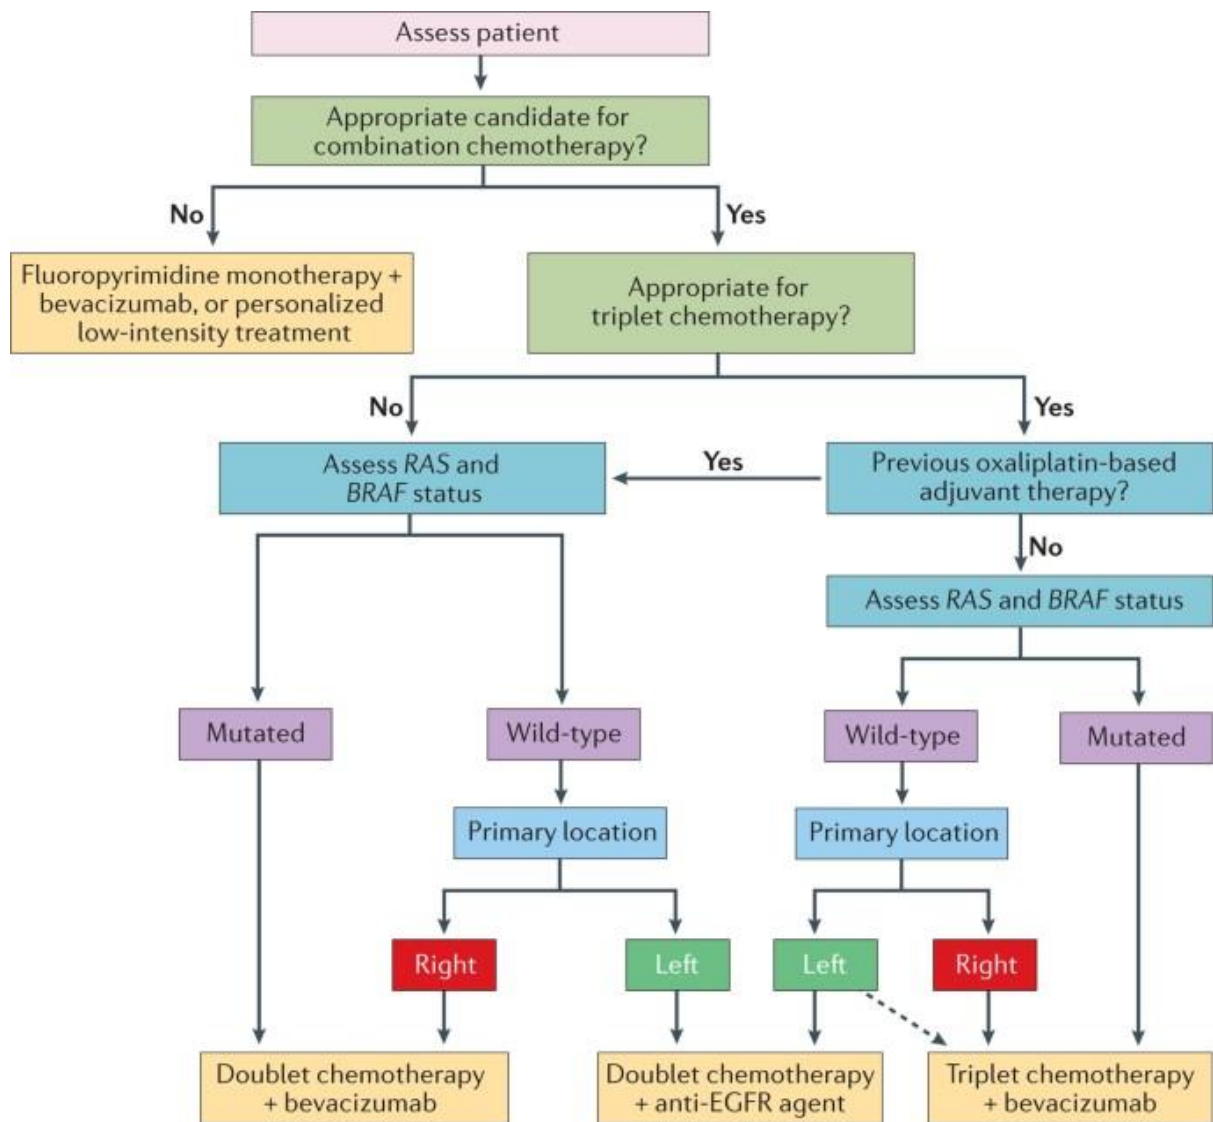 Assess patient
Appropriate candidate for
combination chemotherapy?
No
Yes
Fluoropyrimidine monotherapy +
bevacizumab, or personalized
low-intensity treatment
Appropriate for
triplet chemotherapy?
No
Yes
Assess RAS and
BRAF status
Yes
Previous oxaliplatin-based
adjuvant therapy?
No
Assess RAS and BRAF status
Mutated
Wild-type
Wild-type
Mutated
Primary location
Primary location
Right
Left
Left
Right
Doublet chemotherapy
+ bevacizumab
Doublet chemotherapy
+ anti-EGFR agent
Triplet chemotherapy
+ bevacizumab